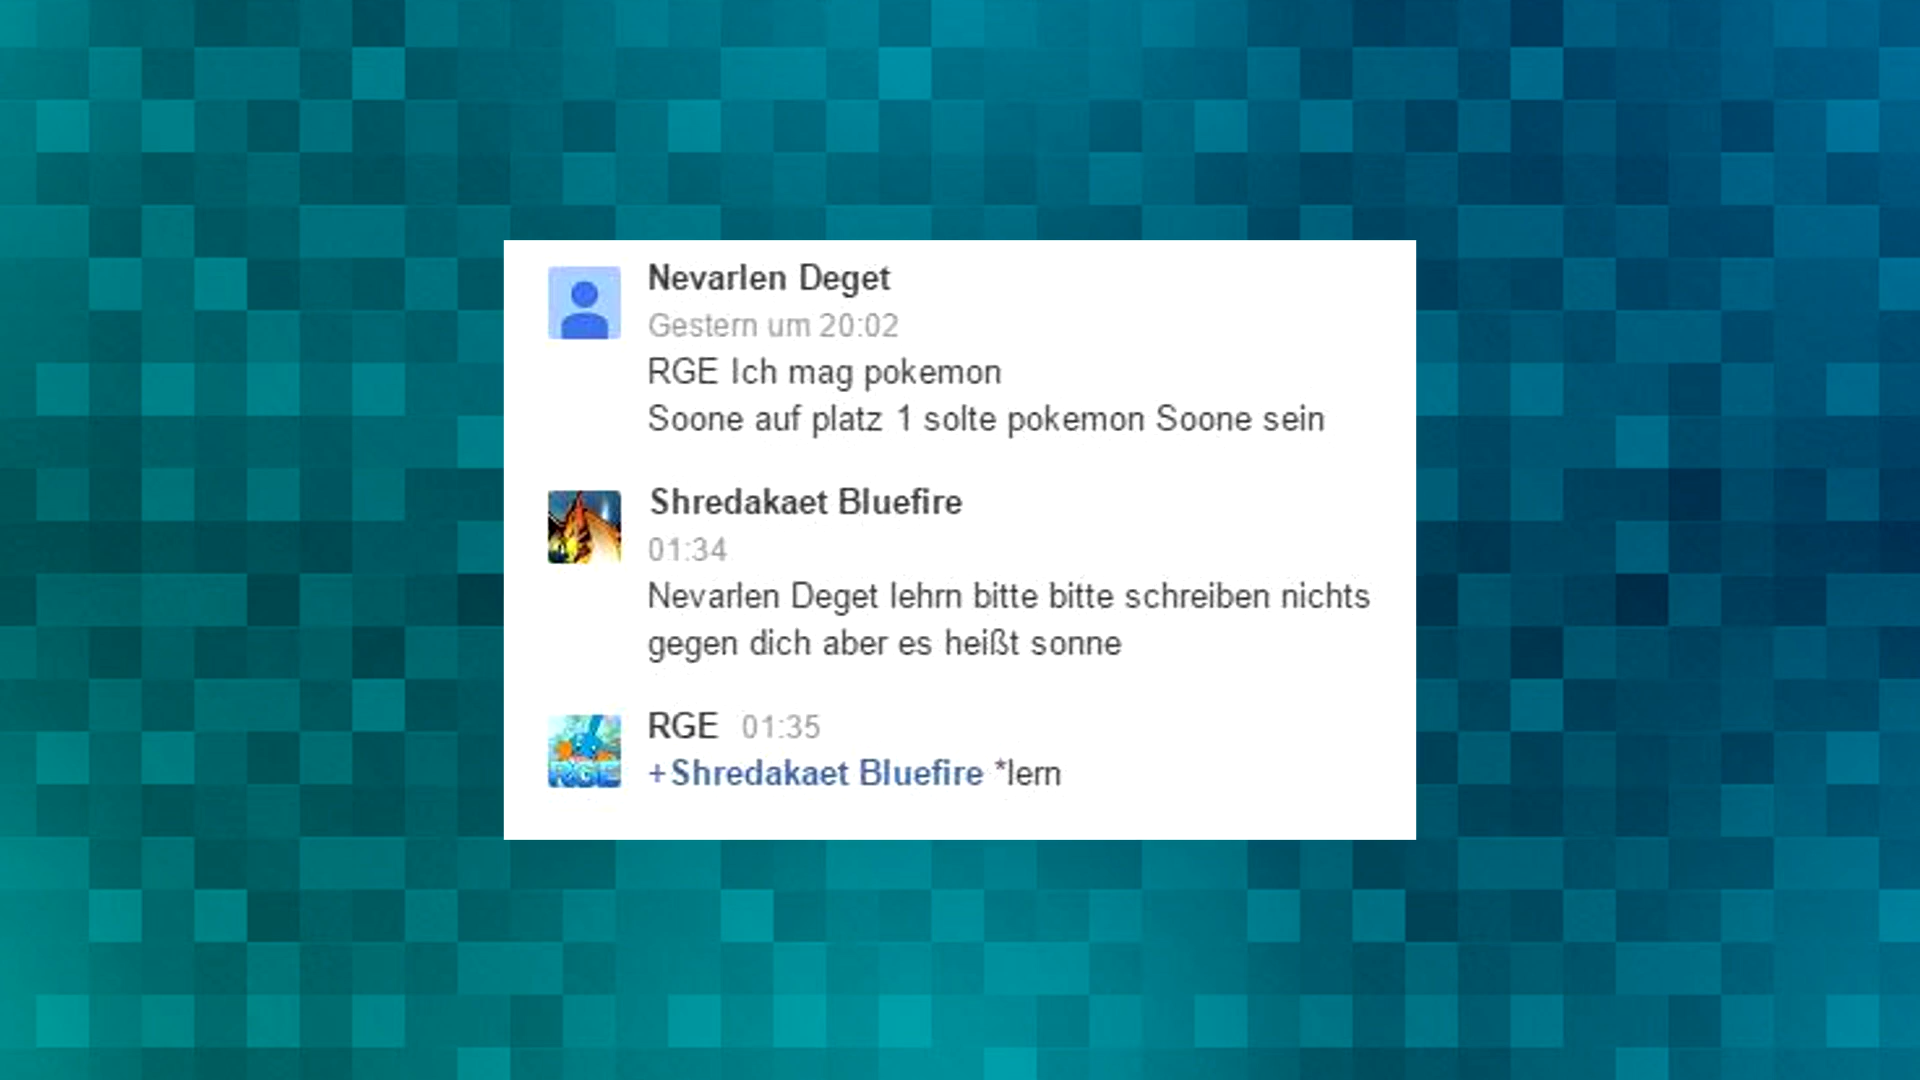 Nevarlen Deget
Gestern um 20:02
RGE Ich mag pokemon
Soone auf platz 1 solte pokemon Soone sein
Shredakaet Bluefire
01:34
Nevarlen Deget lehrn bitte bitte schreiben nichts
gegen dich aber es heißt sonne
RGE 01:35
+Shredakaet Bluefire *lern
RGE